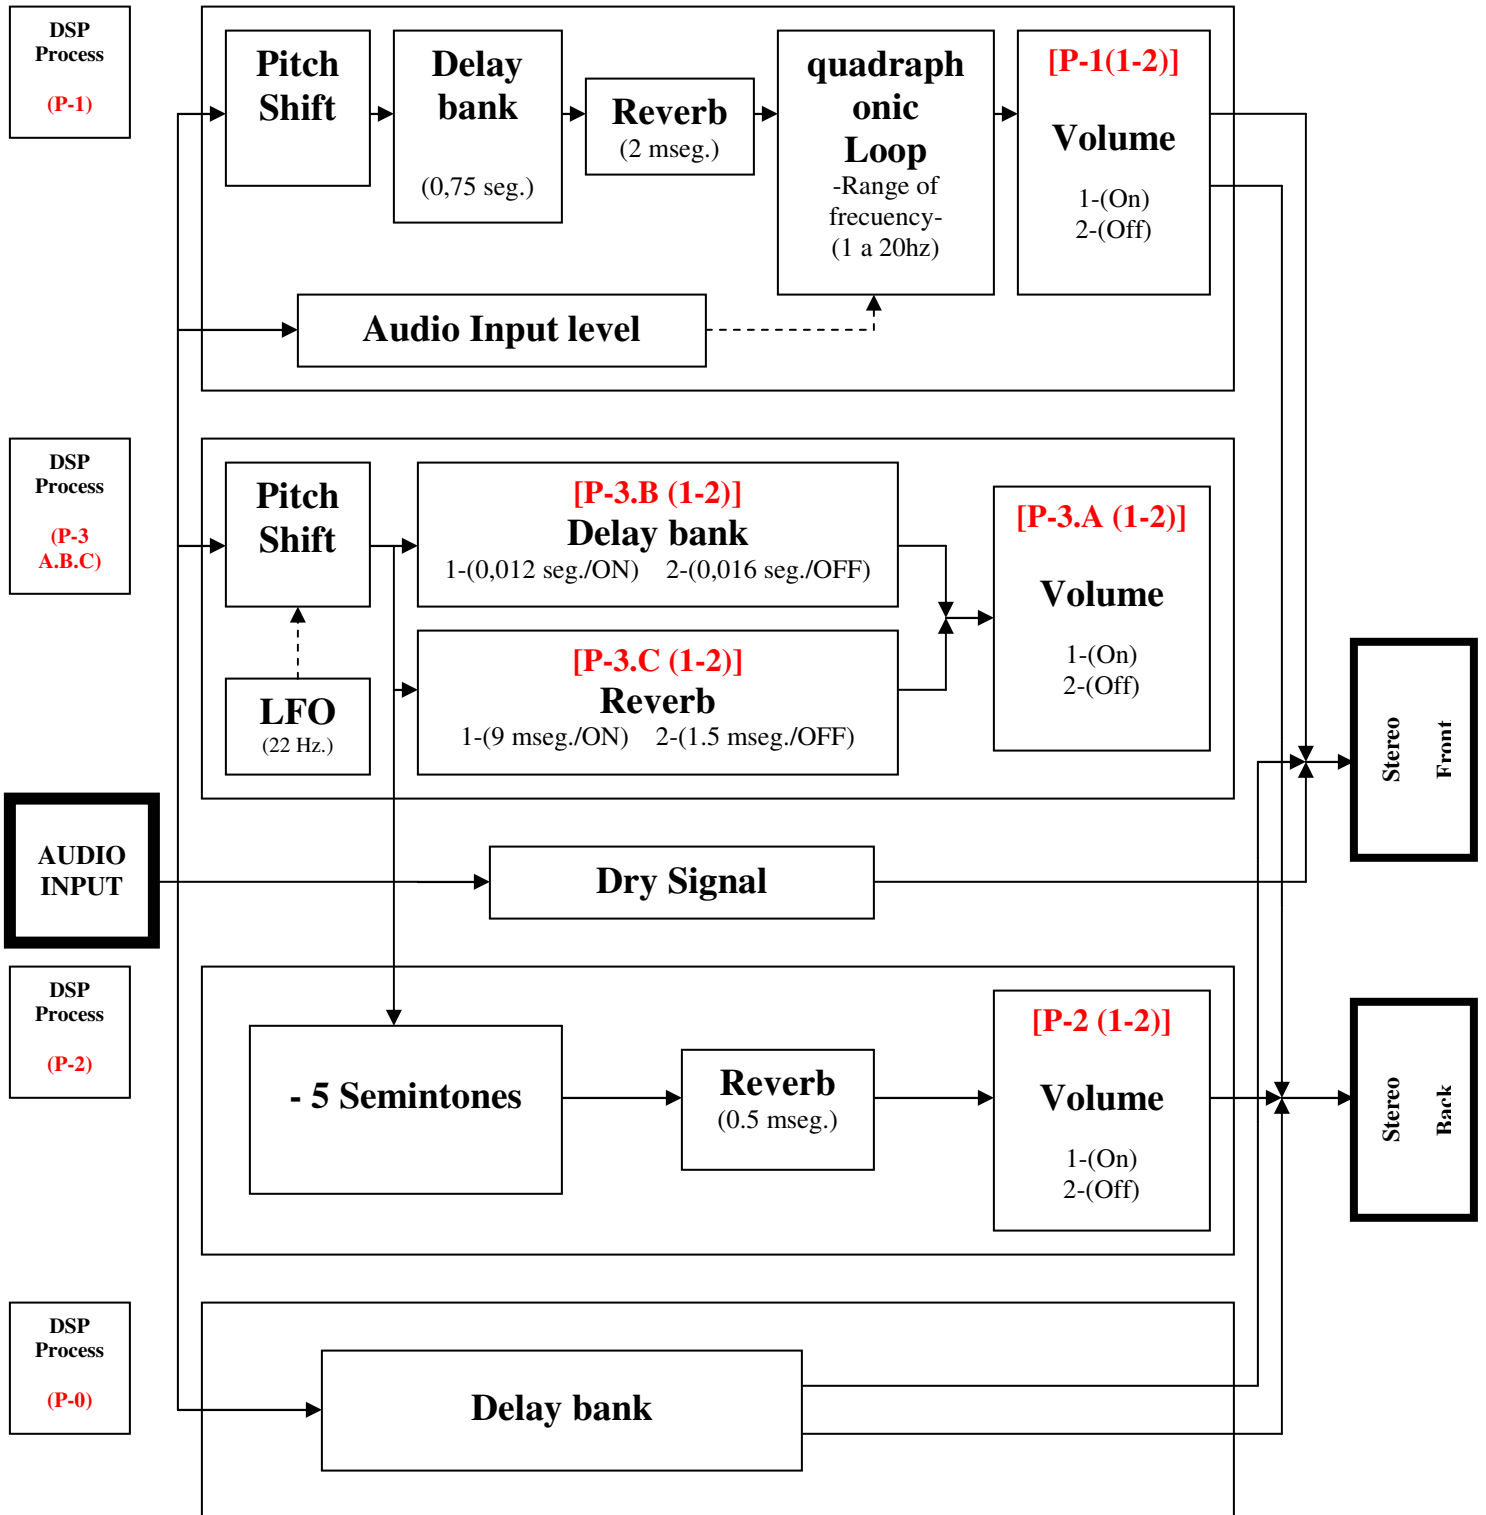 DSP
Process
(P-1)
Pitch
Shift
Delay
bank
(0,75 seg.)
Reverb
(2 mseg.)
quadraph
onic
Loop
-Range of
frecuency-
(1 a 20hz)
[P-1(1-2)]
Volume
1-(On)
2-(Off)
Audio Input level
DSP
Process
(P-3
A.B.C)
Pitch
Shift
LFO
(22 Hz.)
[P-3.B (1-2)]
Delay bank
1-(0,012 seg./ON) 2-(0,016 seg./OFF)
[P-3.C (1-2)]
Reverb
1-(9 mseg./ON) 2-(1.5 mseg./OFF)
[P-3.A (1-2)]
Volume
1-(On)
2-(Off)
Stereo
Front
AUDIO
INPUT
Dry Signal
DSP
Process
(P-2)
- 5 Semintones
Reverb
(0.5 mseg.)
[P-2 (1-2)]
Volume
1-(On)
2-(Off)
Stereo
Back
DSP
Process
(P-0)
Delay bank